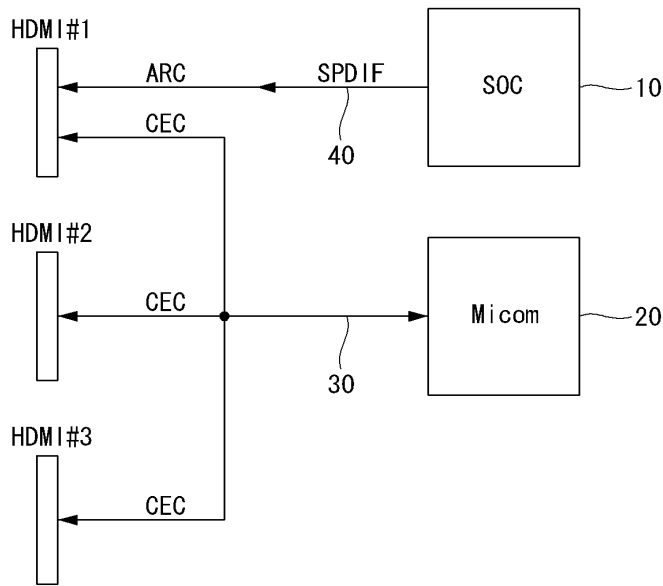 HDMI#1
ARC
SPDIF
SOC
10
40
CEC
HDMI#2
CEC
Micom
20
30
HDMI#3
CEC